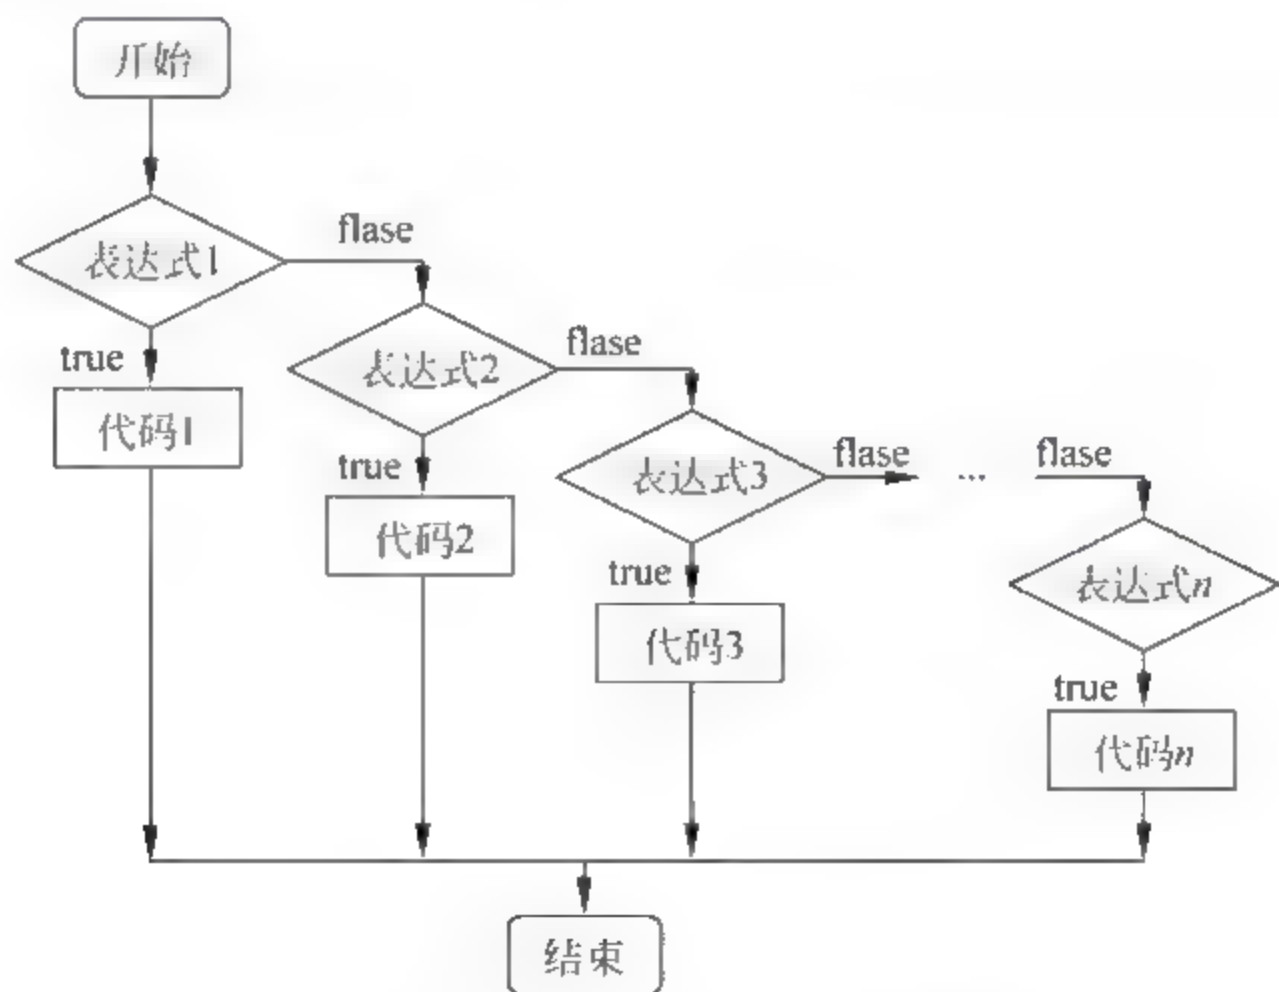 开始
flase
表达式1
flase
true
表达式2
代码1
flase
flase
true
表达式3
…
代码2
true
表达式n
代码3
true
代码n
结束